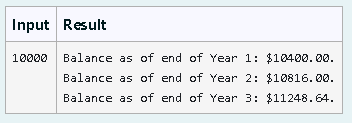 Input Result
10000 Balance as of end of Year 1: $10400.00.
Balance as of end of Year 2: $10816.00.
Balance as of end of Year 3: $11248.64.